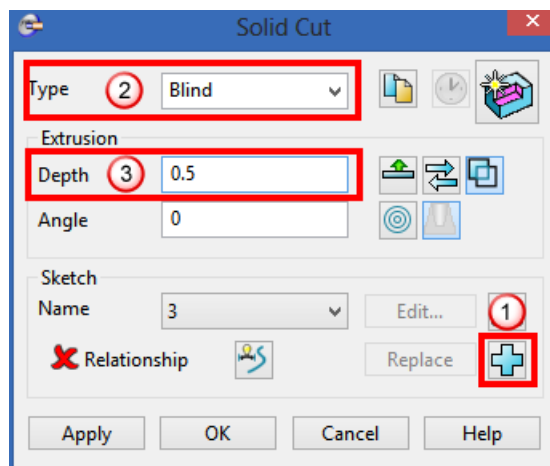 Solid Cut
Type 2 Blind
Extrusion
Depth 3 0.5
Angle 0
Sketch
Name 3 Edit... 1
Relationship Replace
Apply OK Cancel Help